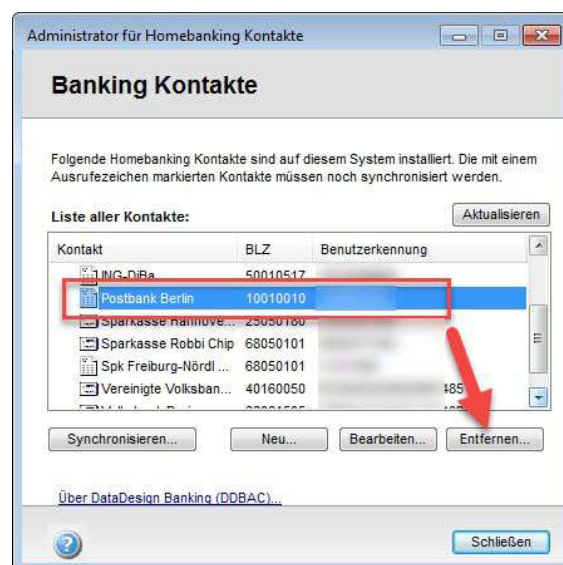 Administrator für Homebanking Kontakte
Banking Kontakte
Folgende Homebanking Kontakte sind auf diesem System installiert. Die mit einem
Ausrufezeichen markierten Kontakte müssen noch synchronisiert werden.
Liste aller Kontakte:
Aktualisieren
Kontakt BLZ Benutzerkennung
ING-DiBa 50010517
Postbank Berlin 10010010
Sparkasse Hannove... 25050180
Sparkasse Robbi Chip 68050101
Spk Freiburg-Nördl ... 68050101
Vereinigte Volksban... 40160050 485
Synchronisieren... Neu... Bearbeiten... Entfernen...
Über DataDesign Banking (DDBAC)...
Schließen